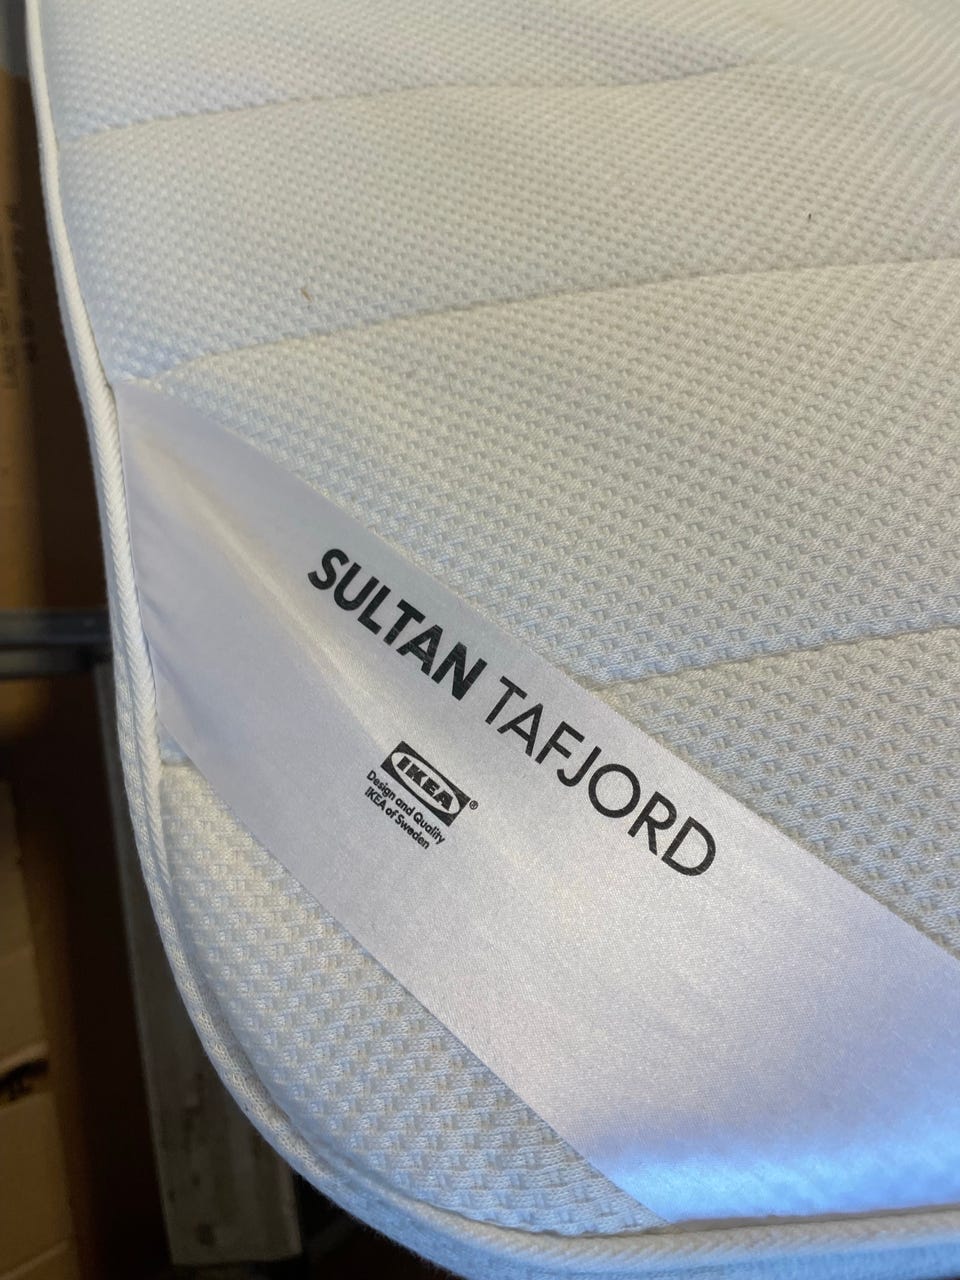 SULTAN TAFJORD
IKEA®
Design and Quality
IKEA of Sweden